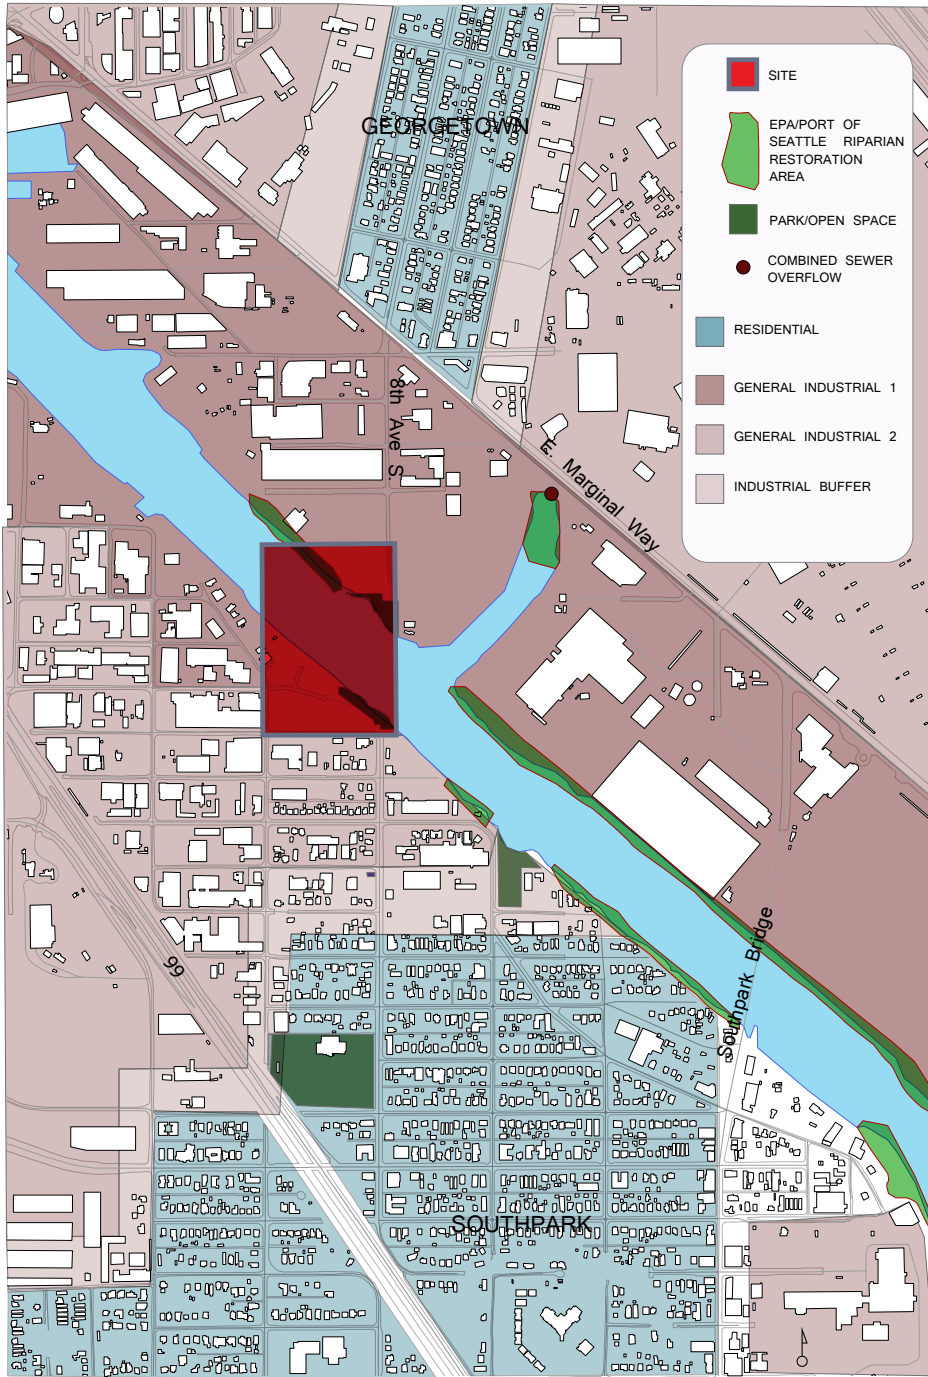 GEORGETOWN
SITE
EPA/PORT OF
SEATTLE RIPARIAN
RESTORATION
AREA
PARK/OPEN SPACE
COMBINED SEWER
OVERFLOW
RESIDENTIAL
GENERAL INDUSTRIAL 1
GENERAL INDUSTRIAL 2
INDUSTRIAL BUFFER
8th Ave S.
E. Marginal Way
99
Southpark Bridge
SOUTHPARK